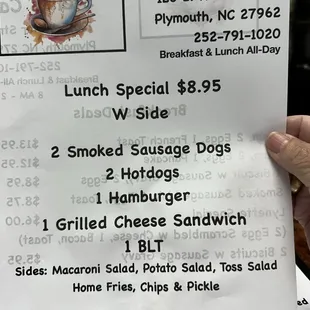 Plymouth, NC 27962
252-791-1020
Breakfast & Lunch All-Day
Lunch Special $8.95
W Side
2 Smoked Sausage Dogs
2 Hotdogs
1 Hamburger
1 Grilled Cheese Sandwich
1 BLT
Sides: Macaroni Salad, Potato Salad, Toss Salad
Home Fries, Chips & Pickle